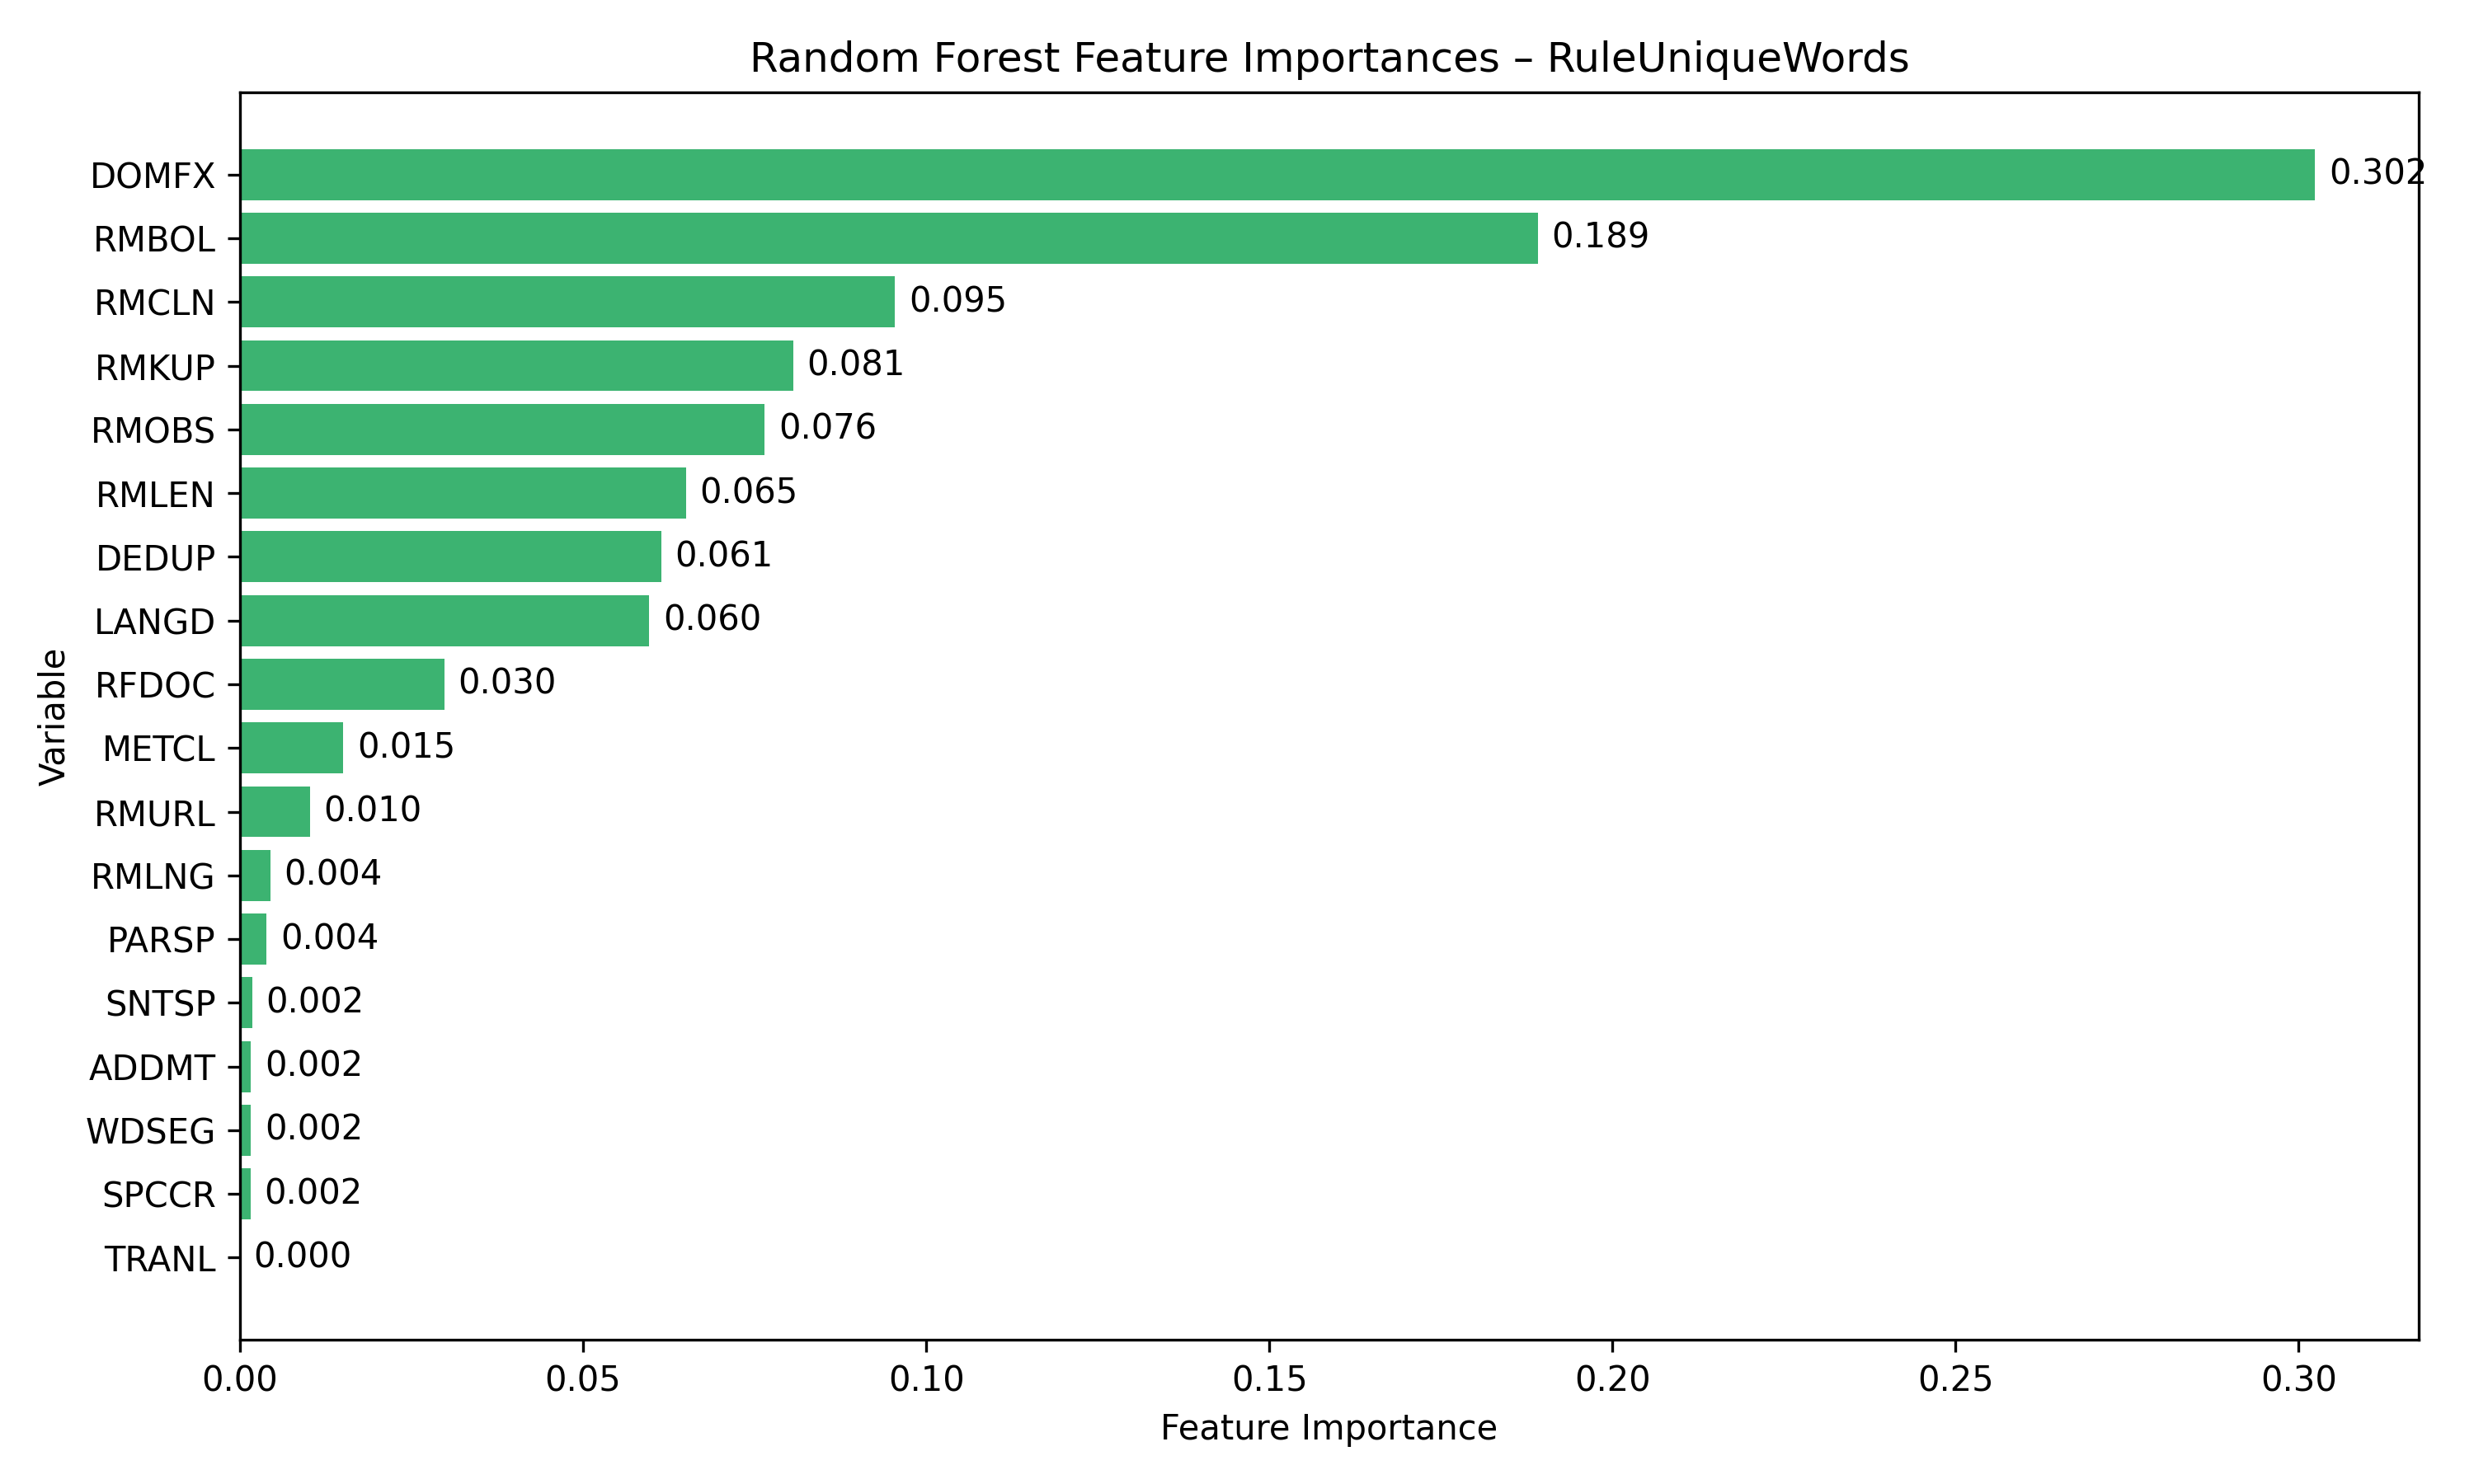 Random Forest Feature Importances – RuleUniqueWords
DOMFX 0.302
RMBOL 0.189
RMCLN 0.095
RMKUP 0.081
RMOBS 0.076
RMLEN 0.065
DEDUP 0.061
LANGD 0.060
RFDOC 0.030
METCL 0.015
RMURL 0.010
RMLNG 0.004
PARSP 0.004
SNTSP 0.002
ADDMT 0.002
WDSEG 0.002
SPCCR 0.002
TRANL 0.000
Variable
0.00 0.05 0.10 0.15 0.20 0.25 0.30
Feature Importance